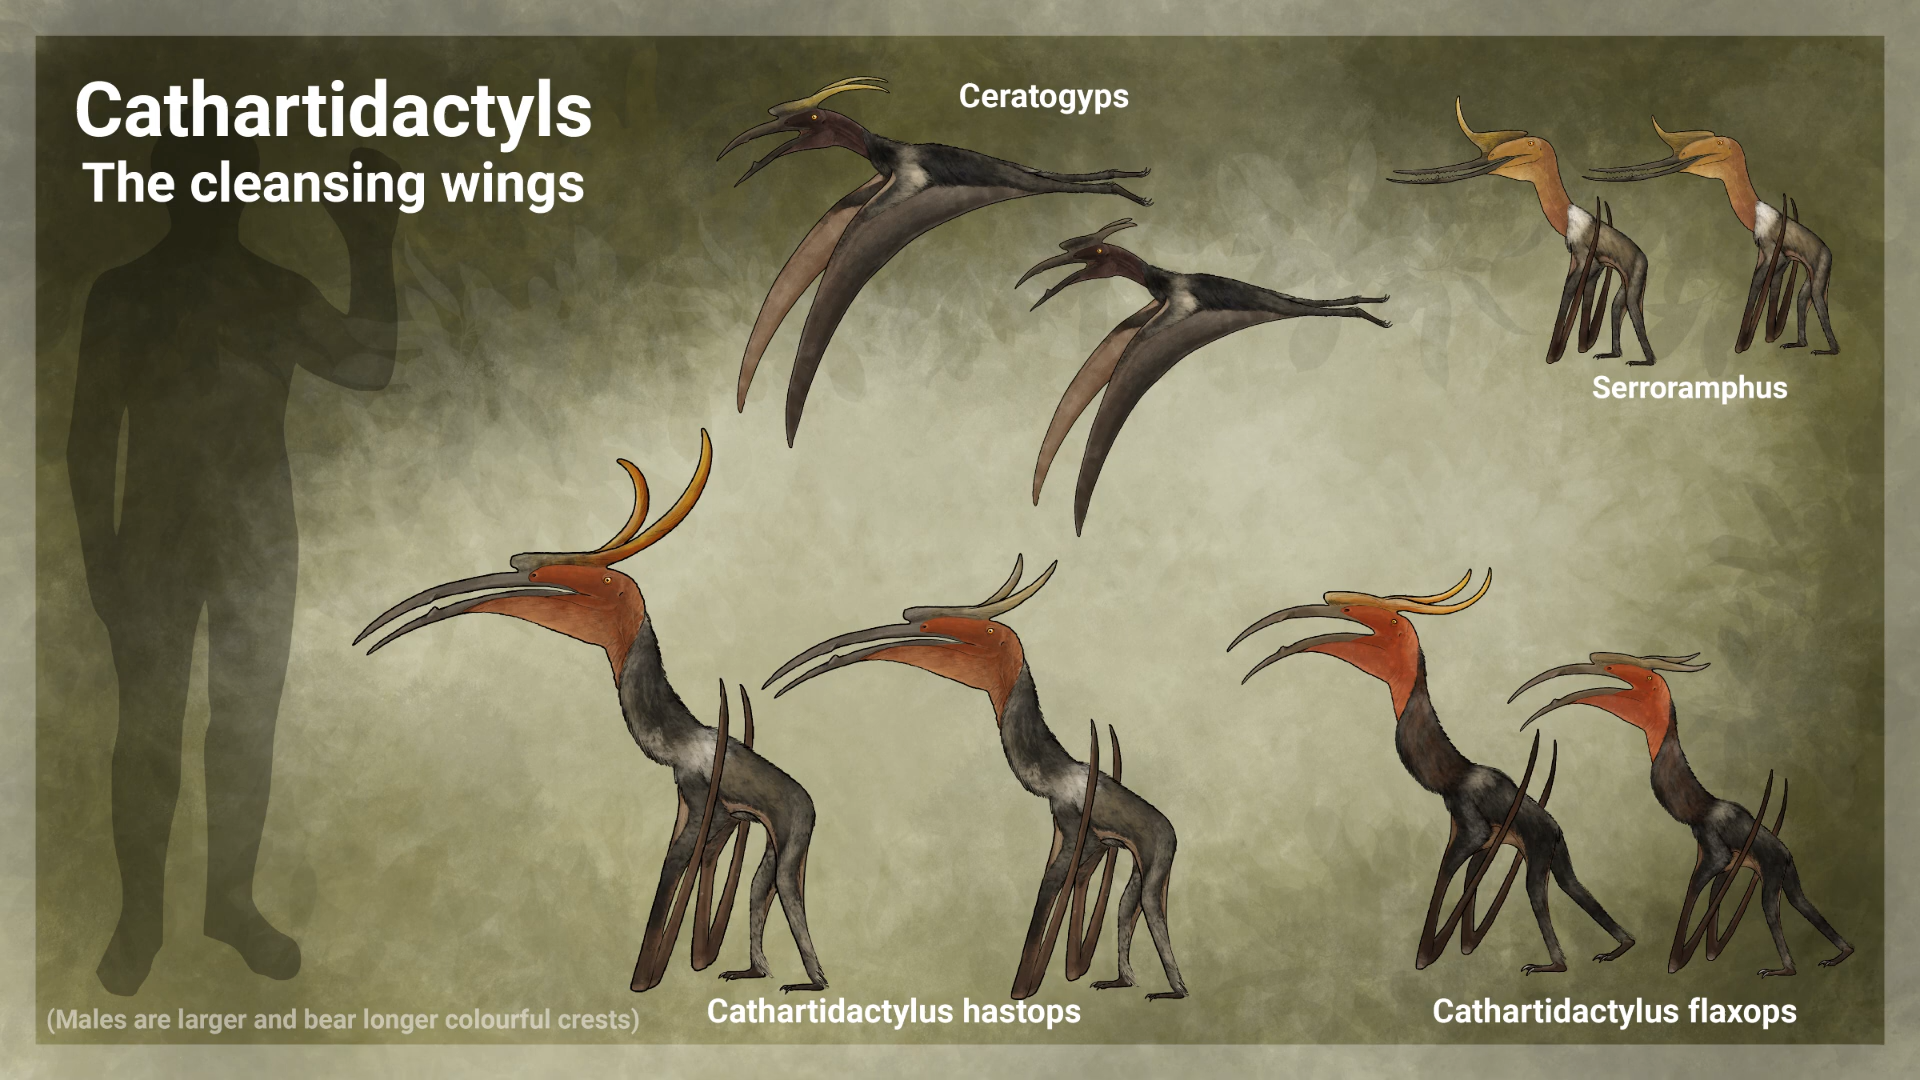 Cathartidactyls
The cleansing wings
Ceratogyps
Serroramphus
Cathartidactylus hastops
Cathartidactylus flaxops
(Males are larger and bear longer colourful crests)